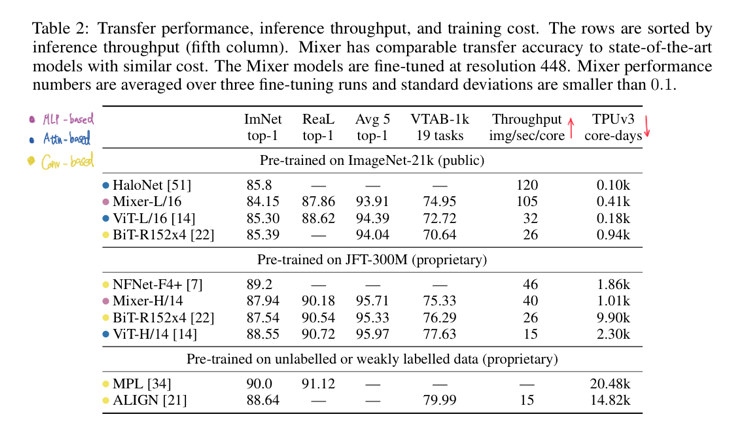 Table 2: Transfer performance, inference throughput, and training cost. The rows are sorted by
inference throughput (fifth column). Mixer has comparable transfer accuracy to state-of-the-art
models with similar cost. The Mixer models are fine-tuned at resolution 448. Mixer performance
numbers are averaged over three fine-tuning runs and standard deviations are smaller than 0.1.
MLP-based
Attn-based
Conv-based
ImNet ReaL Avg 5 VTAB-1k Throughput TPUv3
top-1 top-1 top-1 19 tasks img/sec/core core-days
Pre-trained on ImageNet-21k (public)
HaloNet [51] 85.8 — — — 120 0.10k
Mixer-L/16 84.15 87.86 93.91 74.95 105 0.41k
ViT-L/16 [14] 85.30 88.62 94.39 72.72 32 0.18k
BiT-R152x4 [22] 85.39 — 94.04 70.64 26 0.94k
Pre-trained on JFT-300M (proprietary)
NFNet-F4+ [7] 89.2 — — — 46 1.86k
Mixer-H/14 87.94 90.18 95.71 75.33 40 1.01k
BiT-R152x4 [22] 87.54 90.54 95.33 76.29 26 9.90k
ViT-H/14 [14] 88.55 90.72 95.97 77.63 15 2.30k
Pre-trained on unlabelled or weakly labelled data (proprietary)
MPL [34] 90.0 91.12 — — — 20.48k
ALIGN [21] 88.64 — — 79.99 15 14.82k